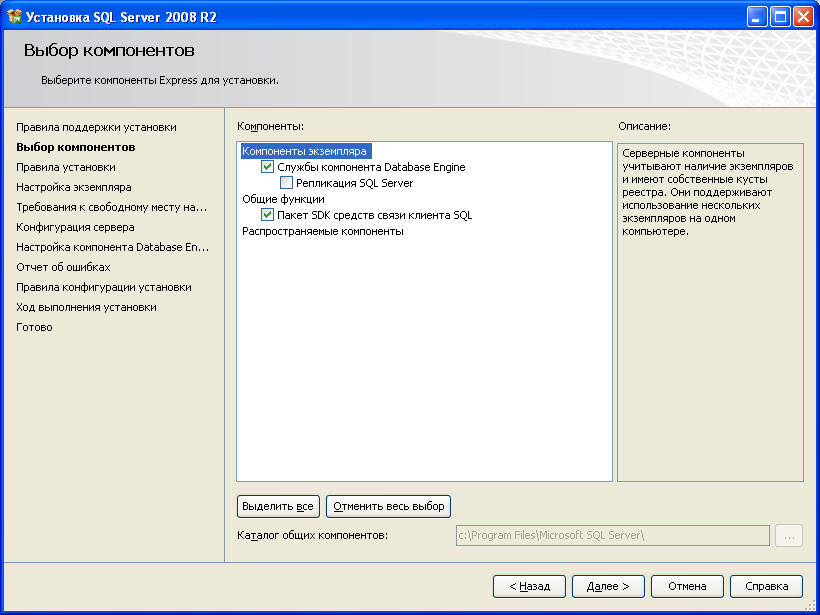 Установка SQL Server 2008 R2
Выбор компонентов
Выберите компоненты Express для установки.
Правила поддержки установки
Выбор компонентов
Правила установки
Настройка экземпляра
Требования к свободному месту на...
Конфигурация сервера
Настройка компонента Database En...
Отчет об ошибках
Правила конфигурации установки
Ход выполнения установки
Готово
Компоненты:
Компоненты экземпляра
Службы компонента Database Engine
Репликация SQL Server
Общие функции
Пакет SDK средств связи клиента SQL
Распространяемые компоненты
Описание:
Серверные компоненты
учитывают наличие экземпляров
и имеют собственные кусты
реестра. Они поддерживают
использование нескольких
экземпляров на одном
компьютере.
Выделить все
Отменить весь выбор
Каталог общих компонентов:
c:\Program Files\Microsoft SQL Server\
...
< Назад
Далее >
Отмена
Справка